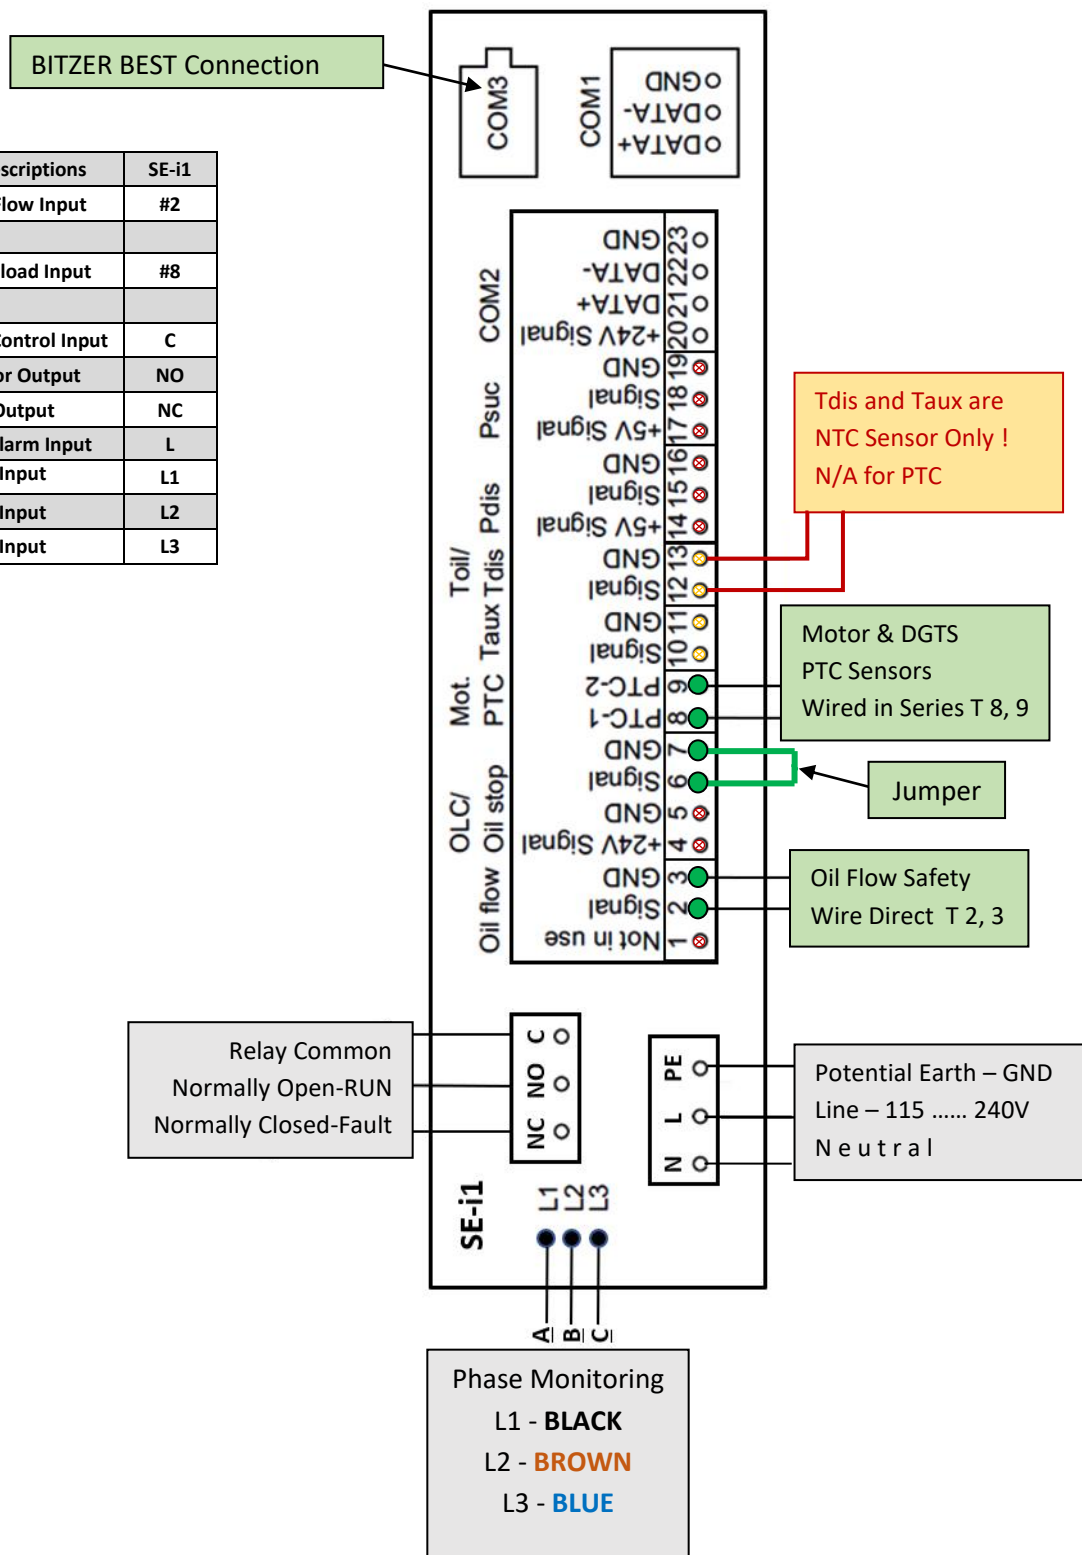 BITZER BEST Connection
COM3
COM1
GND
DATA-
DATA+
scriptions SE-i1
Flow Input #2
load Input #8
Control Input C
or Output NO
Output NC
larm Input L
Input L1
Input L2
Input L3
COM2
GND 23
DATA- 22
DATA+ 21
+24V Signal 20
Psuc
GND 19
Signal 18
+5V Signal 17
Pdis
GND 16
Signal 15
+5V Signal 14
Toil/
Tdis
GND 13
Signal 12
Taux
GND 11
Signal 10
Mot.
PTC
PTC-2 9
PTC-1 8
OLC/
Oil stop
GND 7
Signal 6
GND 5
+24V Signal 4
Oil flow
GND 3
Signal 2
Not in use 1
Tdis and Taux are
NTC Sensor Only !
N/A for PTC
Motor & DGTS
PTC Sensors
Wired in Series T 8, 9
Jumper
Oil Flow Safety
Wire Direct T 2, 3
Relay Common
Normally Open-RUN
Normally Closed-Fault
C
NO
NC
PE
L
N
Potential Earth – GND
Line – 115 ...... 240V
N e u t r a l
SE-i1
L1
L2
L3
A
B
C
Phase Monitoring
L1 - BLACK
L2 - BROWN
L3 - BLUE